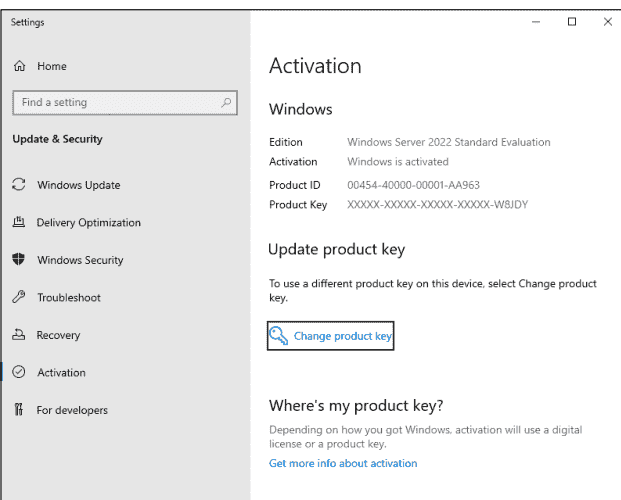 Settings
Home
Find a setting
Update & Security
Windows Update
Delivery Optimization
Windows Security
Troubleshoot
Recovery
Activation
For developers
Activation
Windows
Edition Windows Server 2022 Standard Evaluation
Activation Windows is activated
Product ID 00454-40000-00001-AA963
Product Key XXXXX-XXXXX-XXXXX-XXXXX-W8JDY
Update product key
To use a different product key on this device, select Change product
key.
Change product key
Where's my product key?
Depending on how you got Windows, activation will use a digital
license or a product key.
Get more info about activation